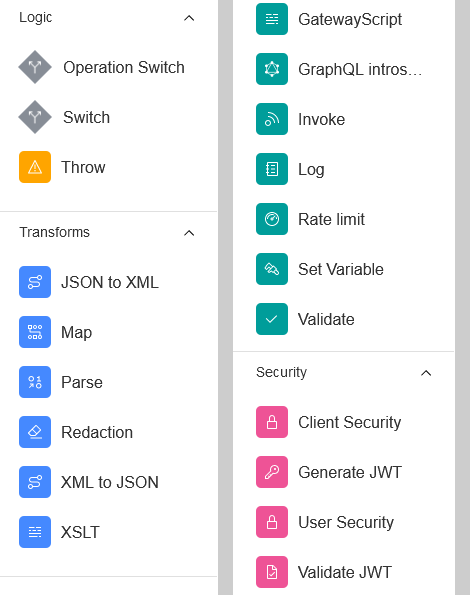 Logic
Operation Switch
Switch
Throw
Transforms
JSON to XML
Map
Parse
Redaction
XML to JSON
XSLT
GatewayScript
GraphQL intros…
Invoke
Log
Rate limit
Set Variable
Validate
Security
Client Security
Generate JWT
User Security
Validate JWT